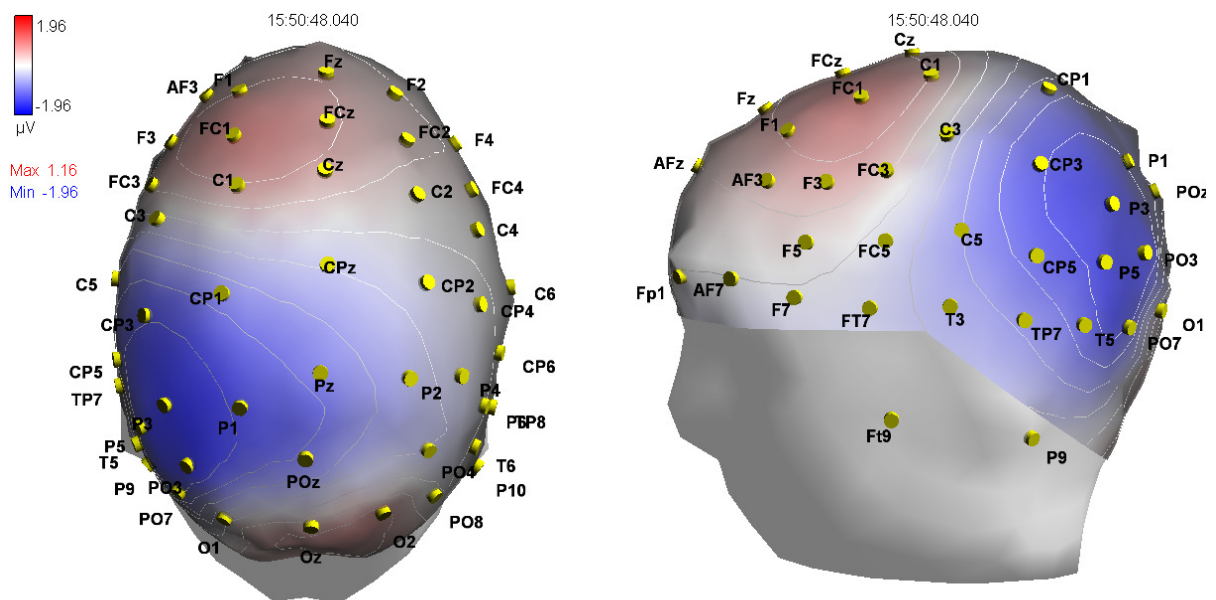 1.96
-1.96
µV
Max 1.16
Min -1.96
15:50:48.040
Fz
F1
F2
AF3
FCz
FC1
FC2
F3
F4
Cz
C1
FC3
C2
FC4
C3
C4
CPz
C5
CP1
CP2
C6
CP3
CP4
CP5
CP6
TP7
Pz
P2
P4
P3
P1
P6
TP8
P5
T5
P9
PO3
POz
PO4
T6
P10
PO7
PO8
O1
Oz
O2
15:50:48.040
Cz
FCz
C1
CP1
FC1
Fz
F1
C3
AFz
FC3
CP3
P1
AF3
F3
POz
P3
F5
FC5
C5
CP5
P5
PO3
Fp1
AF7
F7
FT7
T3
TP7
T5
O1
PO7
Ft9
P9